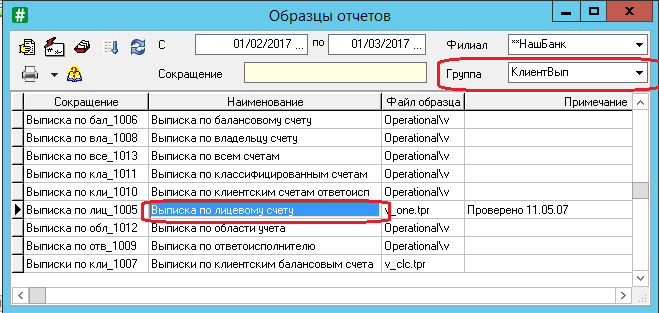 Образцы отчетов
С 01/02/2017 ... по 01/03/2017 ... Филиал **НашБанк
Сокращение Группа КлиентВып
Сокращение Наименование Файл образца Примечание
Выписка по бал_1006 Выписка по балансовому счету Operational\v
Выписка по вла_1008 Выписка по владельцу счету Operational\v
Выписка по все_1013 Выписка по всем счетам Operational\v
Выписка по кла_1011 Выписка по классифицированным счетам Operational\v
Выписка по кли_1010 Выписка по клиентским счетам ответоисп Operational\v
Выписка по лиц_1005 Выписка по лицевому счету v_one.tpr Проверено 11.05.07
Выписка по обл_1012 Выписка по области учета Operational\v
Выписка по отв_1009 Выписка по ответоисполнителю Operational\v
Выписки по кли_1007 Выписки по клиентским балансовым счета v_clc.tpr